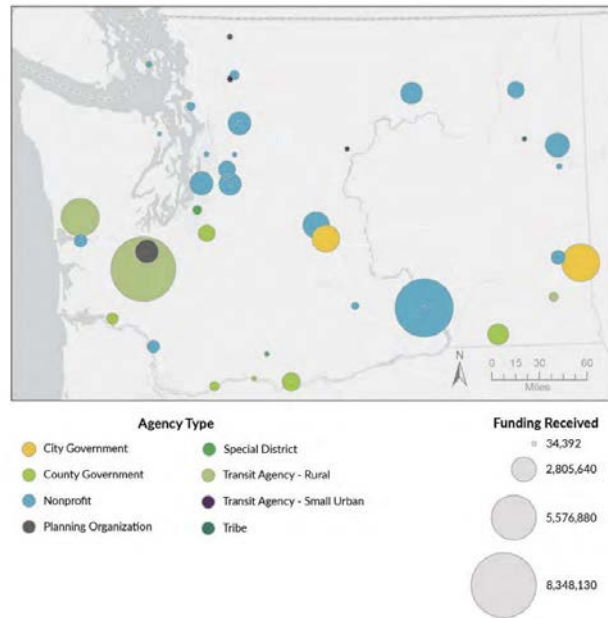 N
0 15 30 60
Miles
Agency Type
City Government
County Government
Nonprofit
Planning Organization
Special District
Transit Agency - Rural
Transit Agency - Small Urban
Tribe
Funding Received
34,392
2,805,640
5,576,880
8,348,130